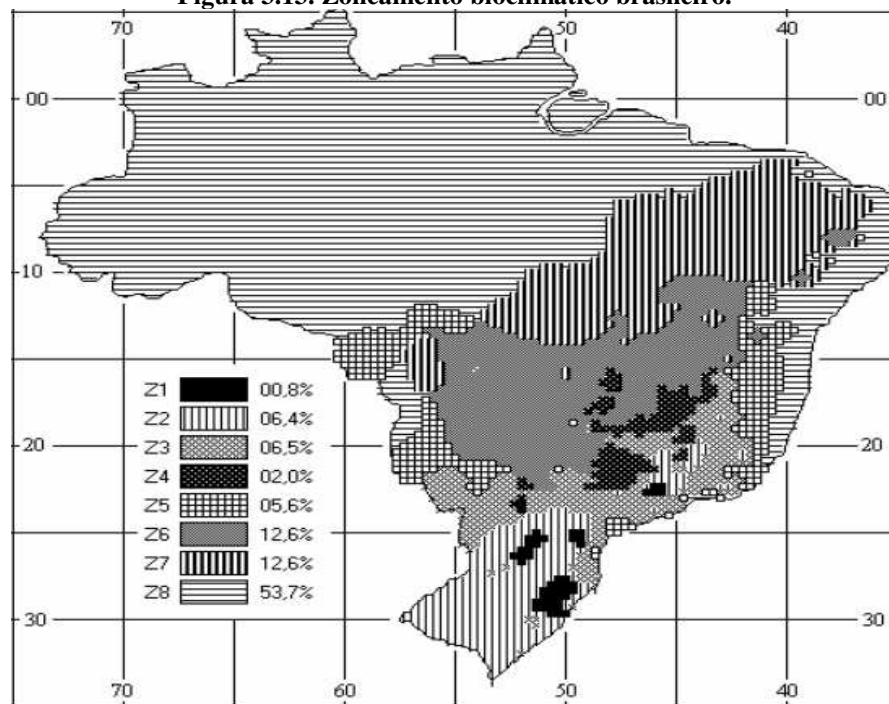 Figura Zoneamento bioclimático brasileiro.
70 50 40
00 00
10 10
Z1 00,8%
Z2 06,4%
Z3 06,5%
Z4 02,0%
Z5 05,6%
Z6 12,6%
Z7 12,6%
Z8 53,7%
20 20
30 30
70 60 50 40